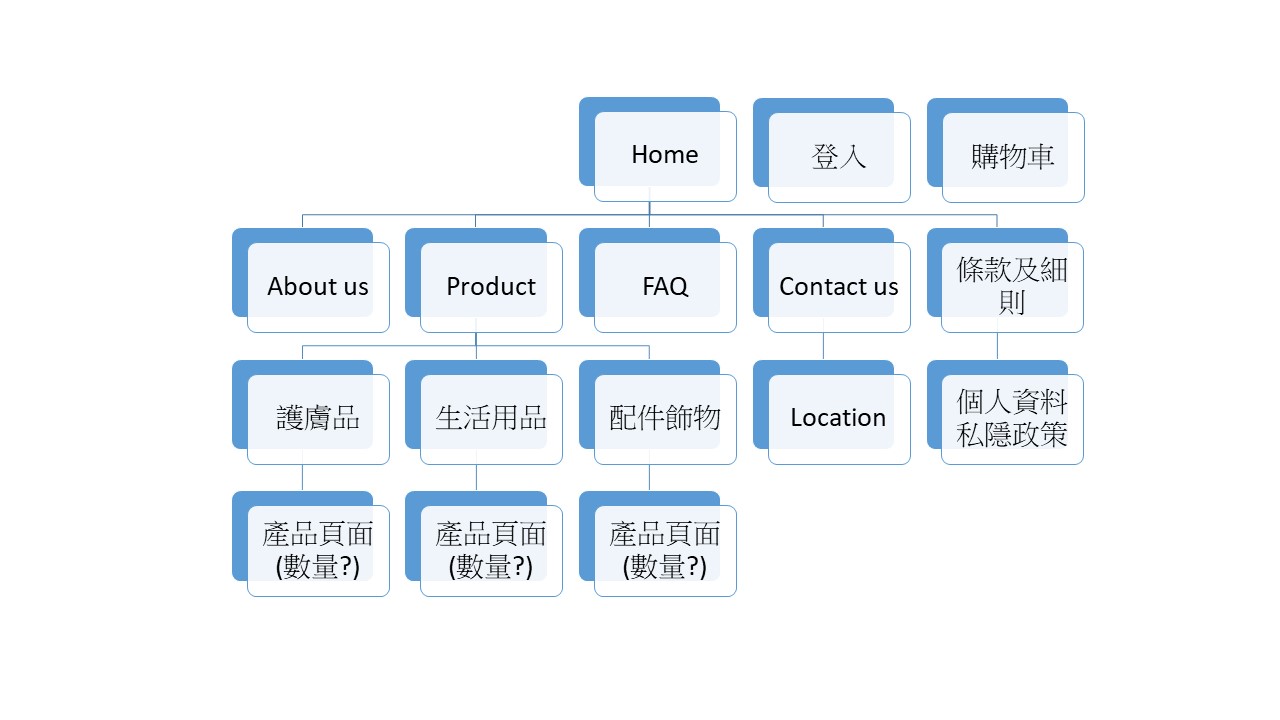 Home
登入
購物車
About us
Product
FAQ
Contact us
條款及細
則
護膚品
生活用品
配件飾物
Location
個人資料
私隱政策
產品頁面
(數量?)
產品頁面
(數量?)
產品頁面
(數量?)